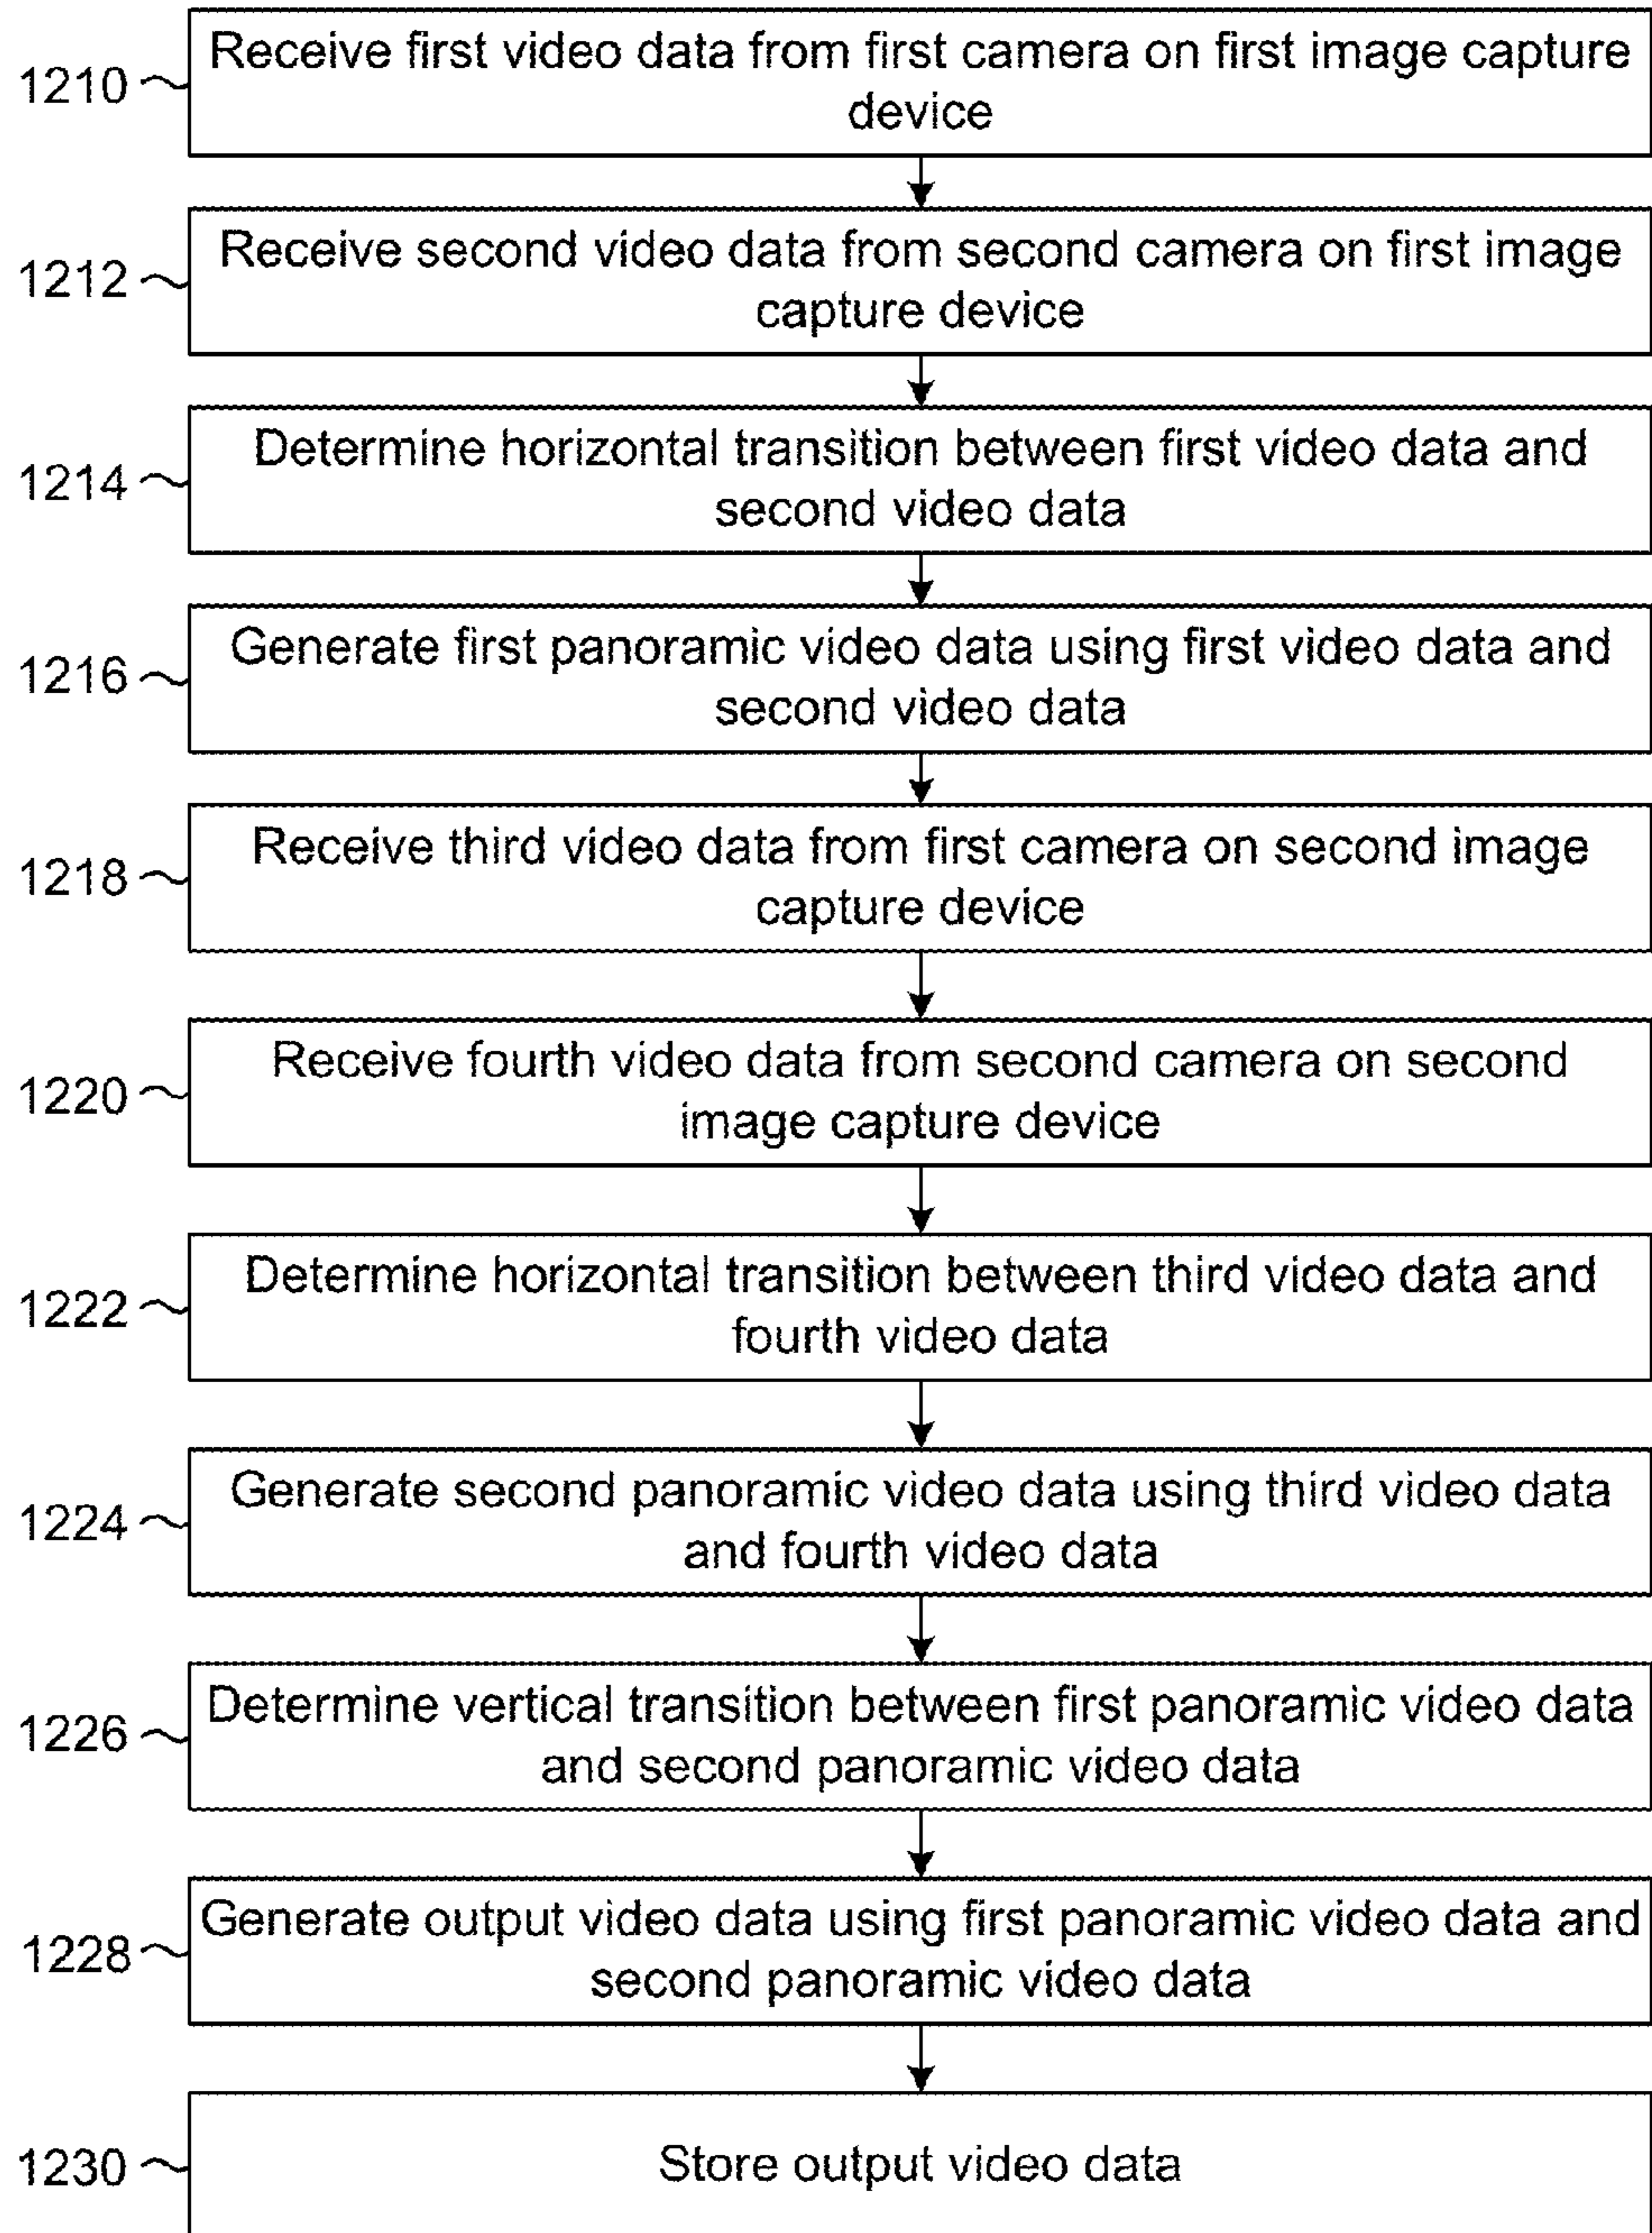 Receive first video data from first camera on first image capture
1210
device
Receive second video data from second camera on first image
1212
capture device
Determine horizontal transition between first video data and
1214
second video data
Generate first panoramic video data using first video data and
1216
second video data
Receive third video data from first camera on second image
1218
capture device
Receive fourth video data from second camera on second
1220
image capture device
Determine horizontal transition between third video data and
1222
fourth video data
Generate second panoramic video data using third video data
1224
and fourth video data
Determine vertical transition between first panoramic video data
1226
and second panoramic video data
Generate output video data using first panoramic video data and
1228
second panoramic video data
1230
Store output video data